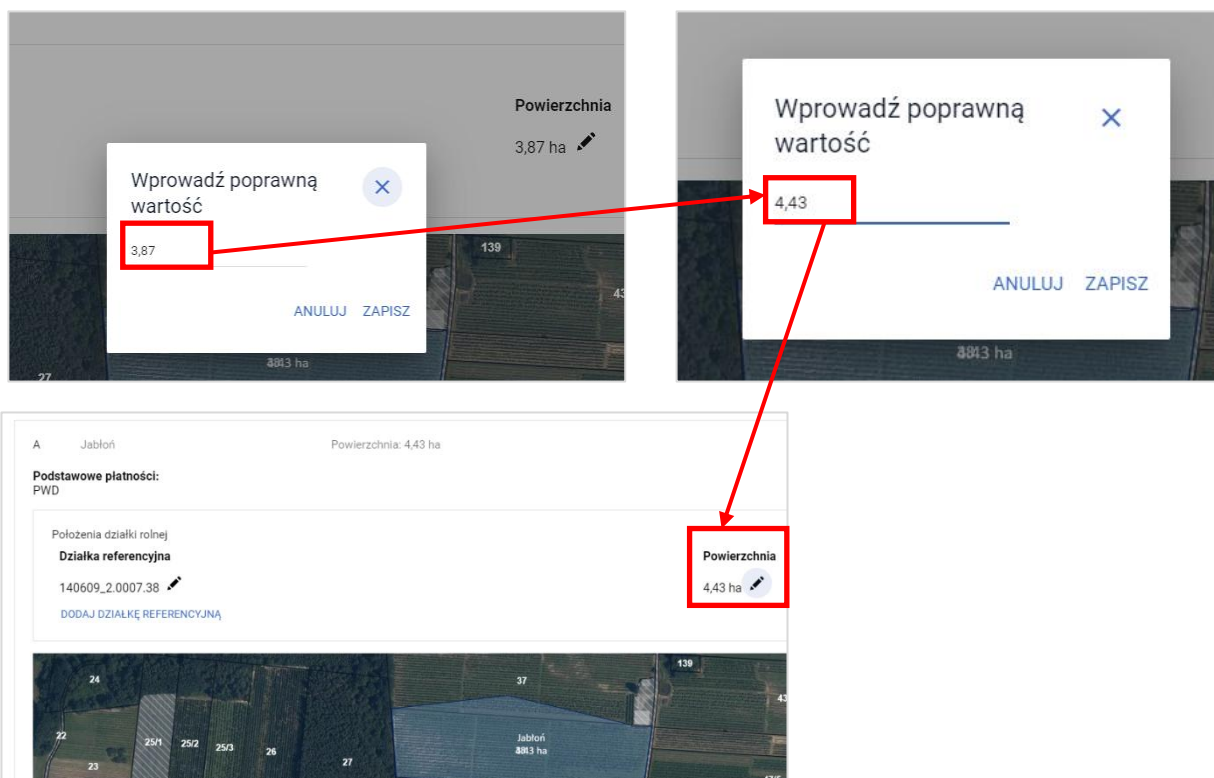 Powierzchnia
3,87 ha
Wprowadź poprawną
wartość
3,87
ANULUJ ZAPISZ
139
43
27
Wprowadź poprawną
wartość
4,43
ANULUJ ZAPISZ
A Jabłoń Powierzchnia: 4,43 ha
Podstawowe płatności:
PWD
Położenia działki rolnej
Działka referencyjna Powierzchnia
140609_2.0007.38 4,43 ha
DODAJ DZIAŁKĘ REFERENCYJNĄ
139
24 37
43
22 25/1 25/2 25/3 26 Jabłoń
23 27